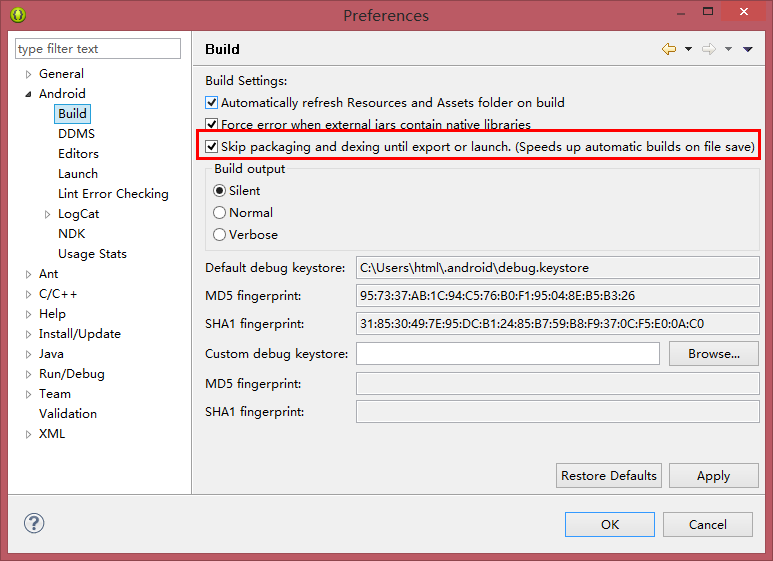 Preferences
type filter text
General
Android
Build
DDMS
Editors
Launch
Lint Error Checking
LogCat
NDK
Usage Stats
Ant
C/C++
Help
Install/Update
Java
Run/Debug
Team
Validation
XML
Build
Build Settings:
Automatically refresh Resources and Assets folder on build
Force error when external jars contain native libraries
Skip packaging and dexing until export or launch. (Speeds up automatic builds on file save)
Build output
Silent
Normal
Verbose
Default debug keystore: C:\Users\html\.android\debug.keystore
MD5 fingerprint: 95:73:37:AB:1C:94:C5:76:B0:F1:95:04:8E:B5:B3:26
SHA1 fingerprint: 31:85:30:49:7E:95:DC:B1:24:85:B7:59:B8:F9:37:0C:F5:E0:0A:C0
Custom debug keystore: Browse...
MD5 fingerprint:
SHA1 fingerprint:
Restore Defaults Apply
? OK Cancel